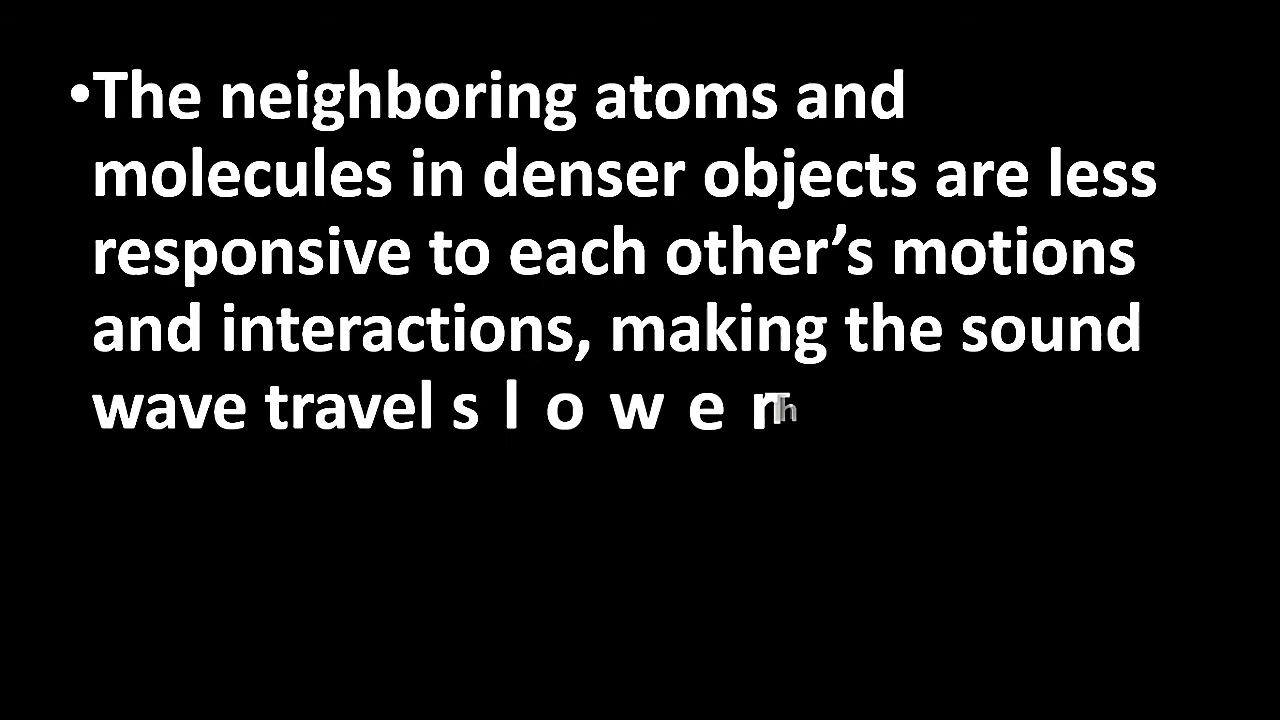 •The neighboring atoms and
molecules in denser objects are less
responsive to each other’s motions
and interactions, making the sound
wave travel s l o w e r